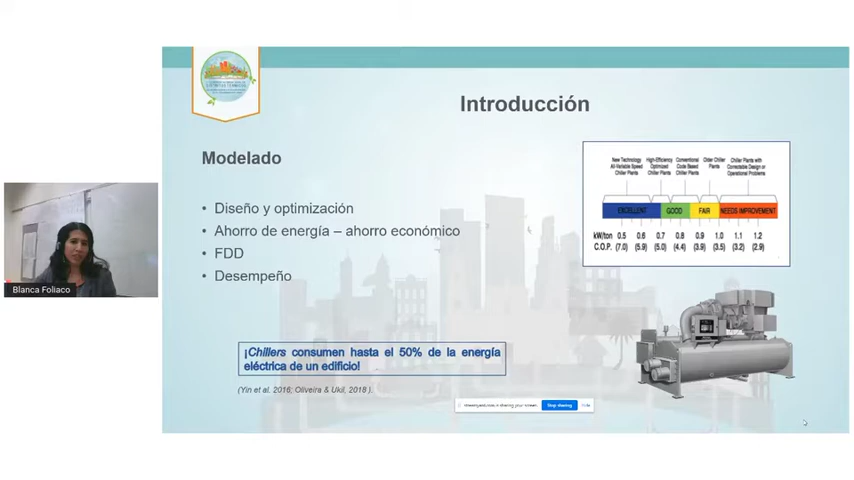 Introducción
Modelado
• Diseño y optimización
• Ahorro de energía – ahorro económico
• FDD
• Desempeño
New Technology All-Variable Speed Chiller Plants
High-Efficiency Optimized Chiller Plants
Conventional Code Based Chiller Plants
Older Chiller Plants
Chiller Plants with Correctable Design or Operational Problems
EXCELLENT GOOD FAIR NEEDS IMPROVEMENT
kW/ton 0.5 0.6 0.7 0.8 0.9 1.0 1.1 1.2
C.O.P. (7.0) (5.9) (5.0) (4.4) (3.9) (3.5) (3.2) (2.9)
Blanca Foliaco
¡Chillers consumen hasta el 50% de la energía
eléctrica de un edificio!
(Yin et al. 2016; Oliveira & Ukil, 2018 ).
is sharing your screen.
Stop sharing
Hide